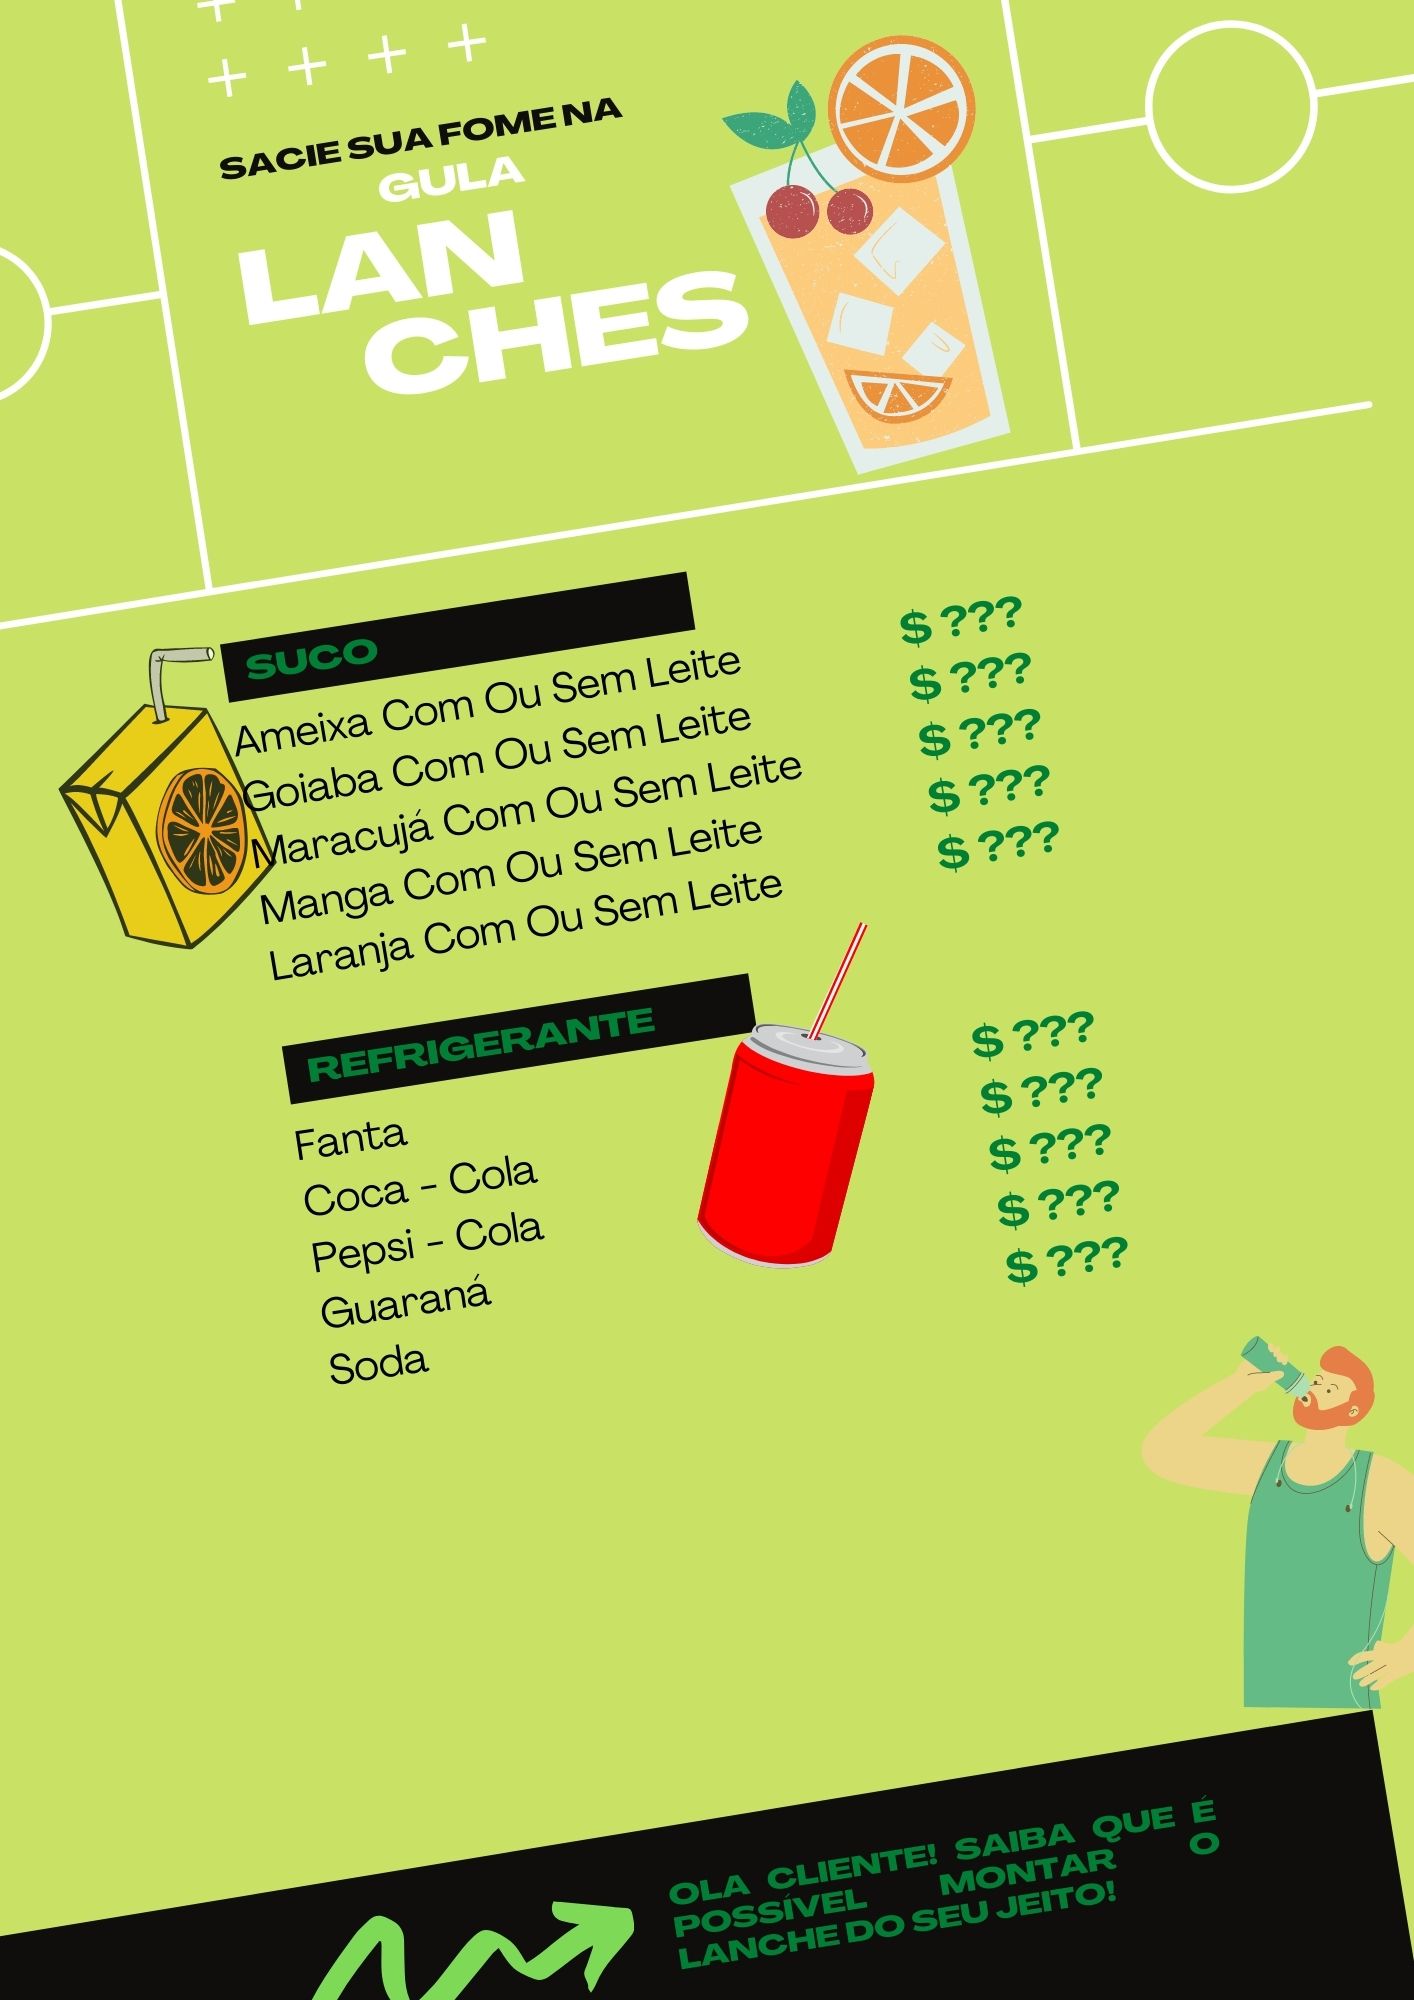 SACIE SUA FOME NA
GULA
LAN
CHES
SUCO
Ameixa Com Ou Sem Leite
Goiaba Com Ou Sem Leite
Maracujá Com Ou Sem Leite
Manga Com Ou Sem Leite
Laranja Com Ou Sem Leite
$ ???
$ ???
$ ???
$ ???
$ ???
REFRIGERANTE
Fanta
Coca - Cola
Pepsi - Cola
Guaraná
Soda
$ ???
$ ???
$ ???
$ ???
$ ???
OLA CLIENTE! SAIBA QUE É
POSSÍVEL MONTAR O
LANCHE DO SEU JEITO!